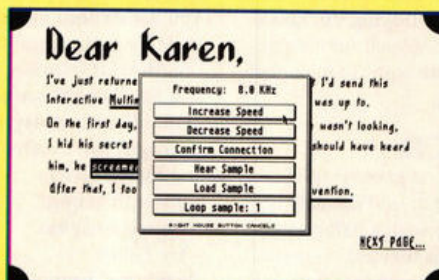 Dear Karen,
I've just returne
t I'd send this
Interactive Multim
was up to.
On the first day,
wasn't looking,
I hid his secret
should have heard
him, he screamed
After that, I too
vention.
Frequency: 8.0 KHz
Increase Speed
Decrease Speed
Confirm Connection
Hear Sample
Load Sample
Loop sample: 1
RIGHT MOUSE BUTTON CANCELS
NEXT PAGE...